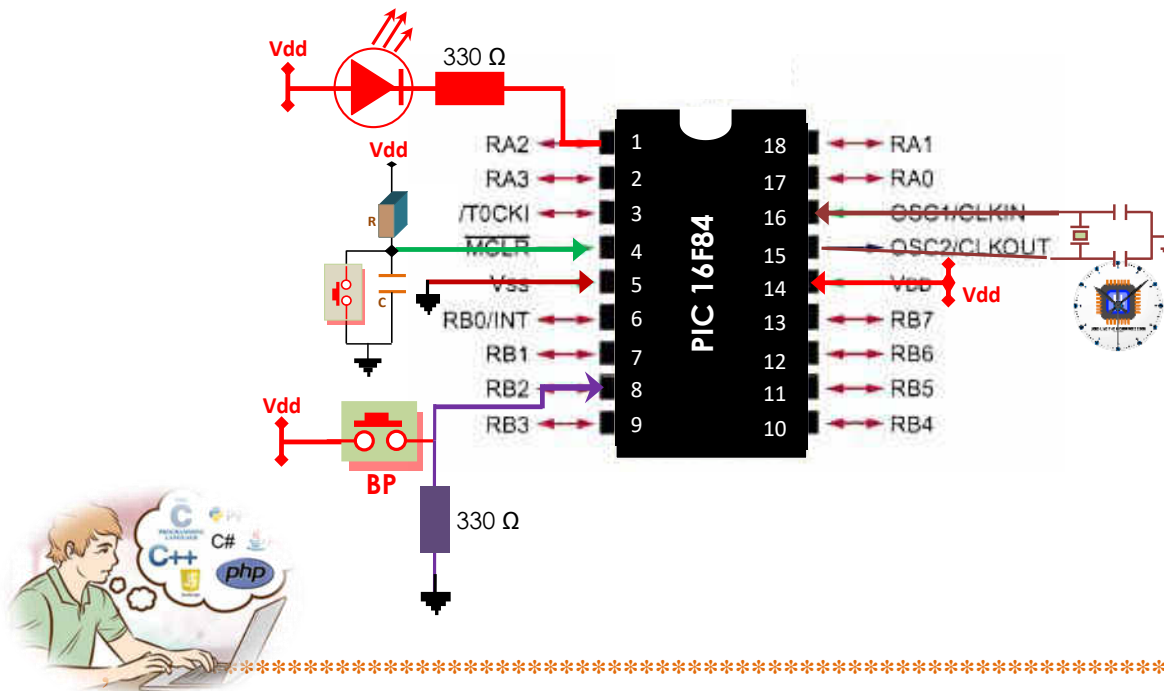 Vdd
330 Ω
Vdd
R
C
RA2
RA3
/T0CKI
MCLR
Vss
RB0/INT
RB1
RB2
RB3
1
2
3
4
5
6
7
8
9
PIC 16F84
18
17
16
15
14
13
12
11
10
RA1
RA0
OSC1/CLKIN
OSC2/CLKOUT
VDD
Vdd
RB7
RB6
RB5
RB4
Vdd
BP
330 Ω
C
PROGRAMMING
LANGUAGE
C#
C++
php